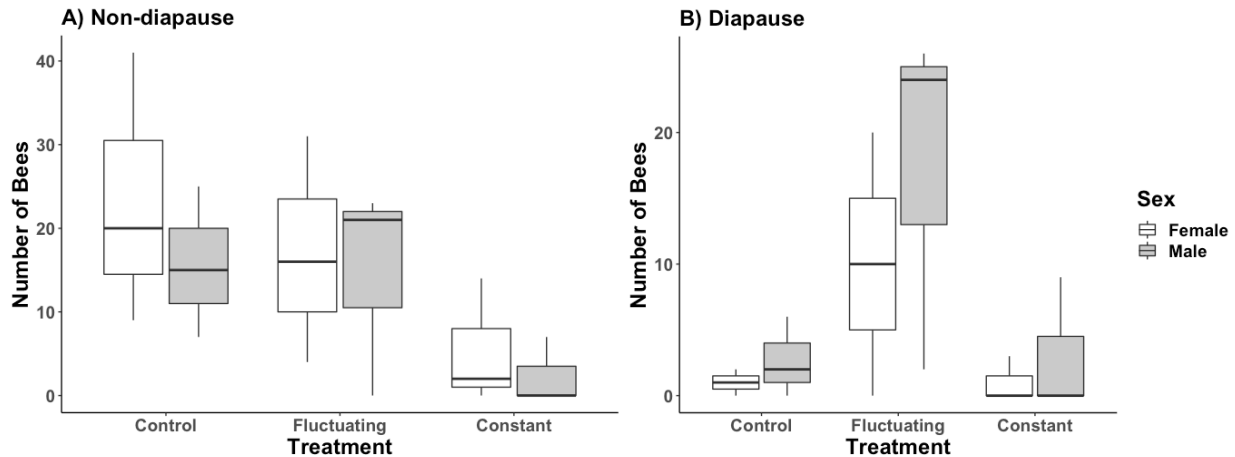 A) Non-diapause
Number of Bees
40
30
20
10
0
Control Fluctuating Constant
Treatment
B) Diapause
Number of Bees
20
10
0
Control Fluctuating Constant
Treatment
Sex
Female
Male